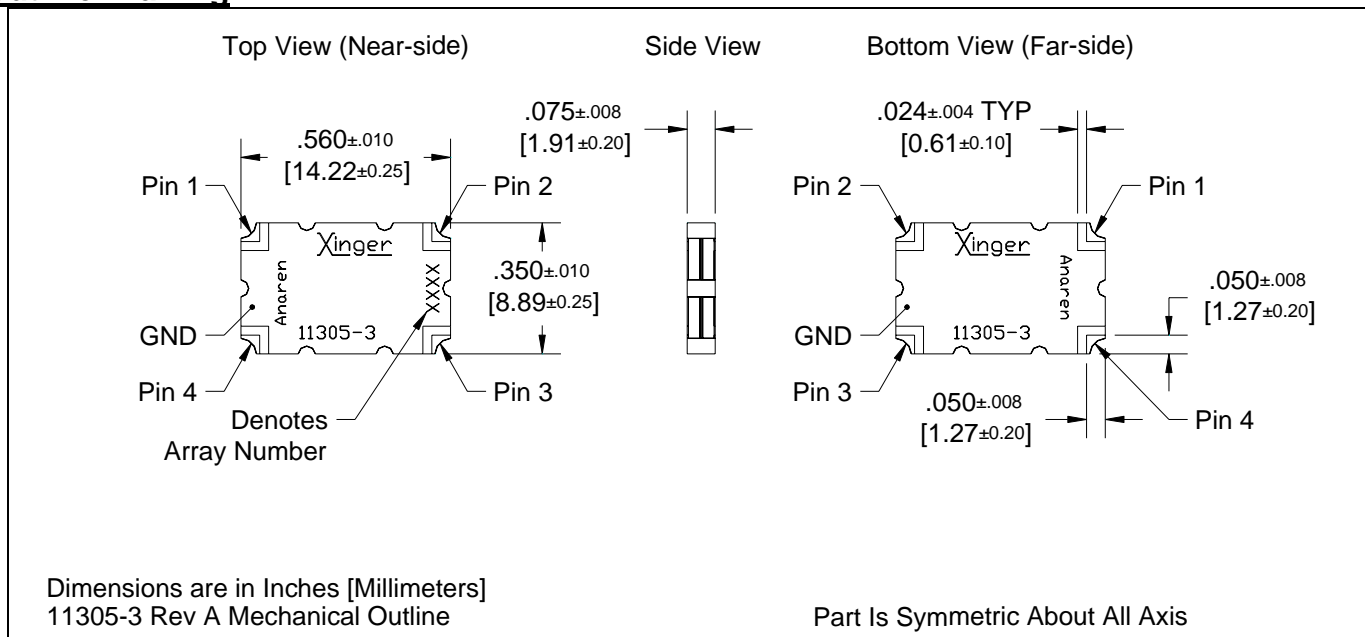 Top View (Near-side)
Side View
Bottom View (Far-side)
.560±.010
[14.22±0.25]
.075±.008
[1.91±0.20]
.024±.004 TYP
[0.61±0.10]
Pin 1
Pin 2
Pin 2
Pin 1
Xinger
Anaren
XXXX
11305-3
.350±.010
[8.89±0.25]
Xinger
Anaren
11305-3
.050±.008
[1.27±0.20]
GND
GND
Pin 4
Pin 3
Pin 3
Pin 4
Denotes
Array Number
.050±.008
[1.27±0.20]
Dimensions are in Inches [Millimeters]
11305-3 Rev A Mechanical Outline
Part Is Symmetric About All Axis